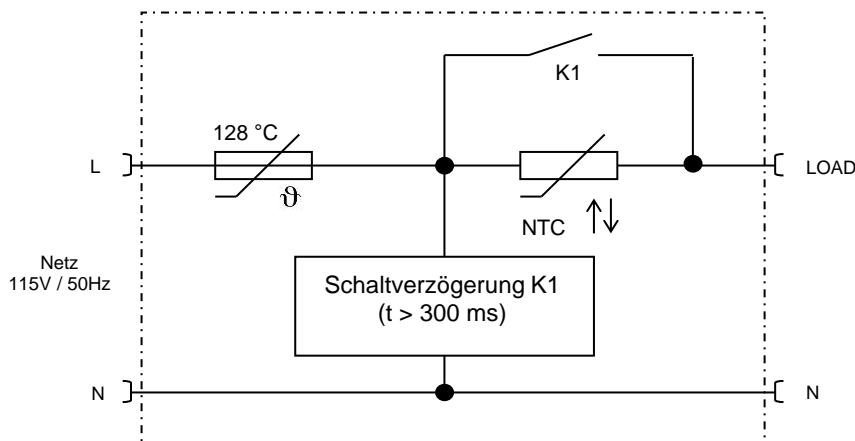 K1
128 °C
L
LOAD
ϑ
NTC
Netz
115V / 50Hz
Schaltverzögerung K1
(t > 300 ms)
N
N